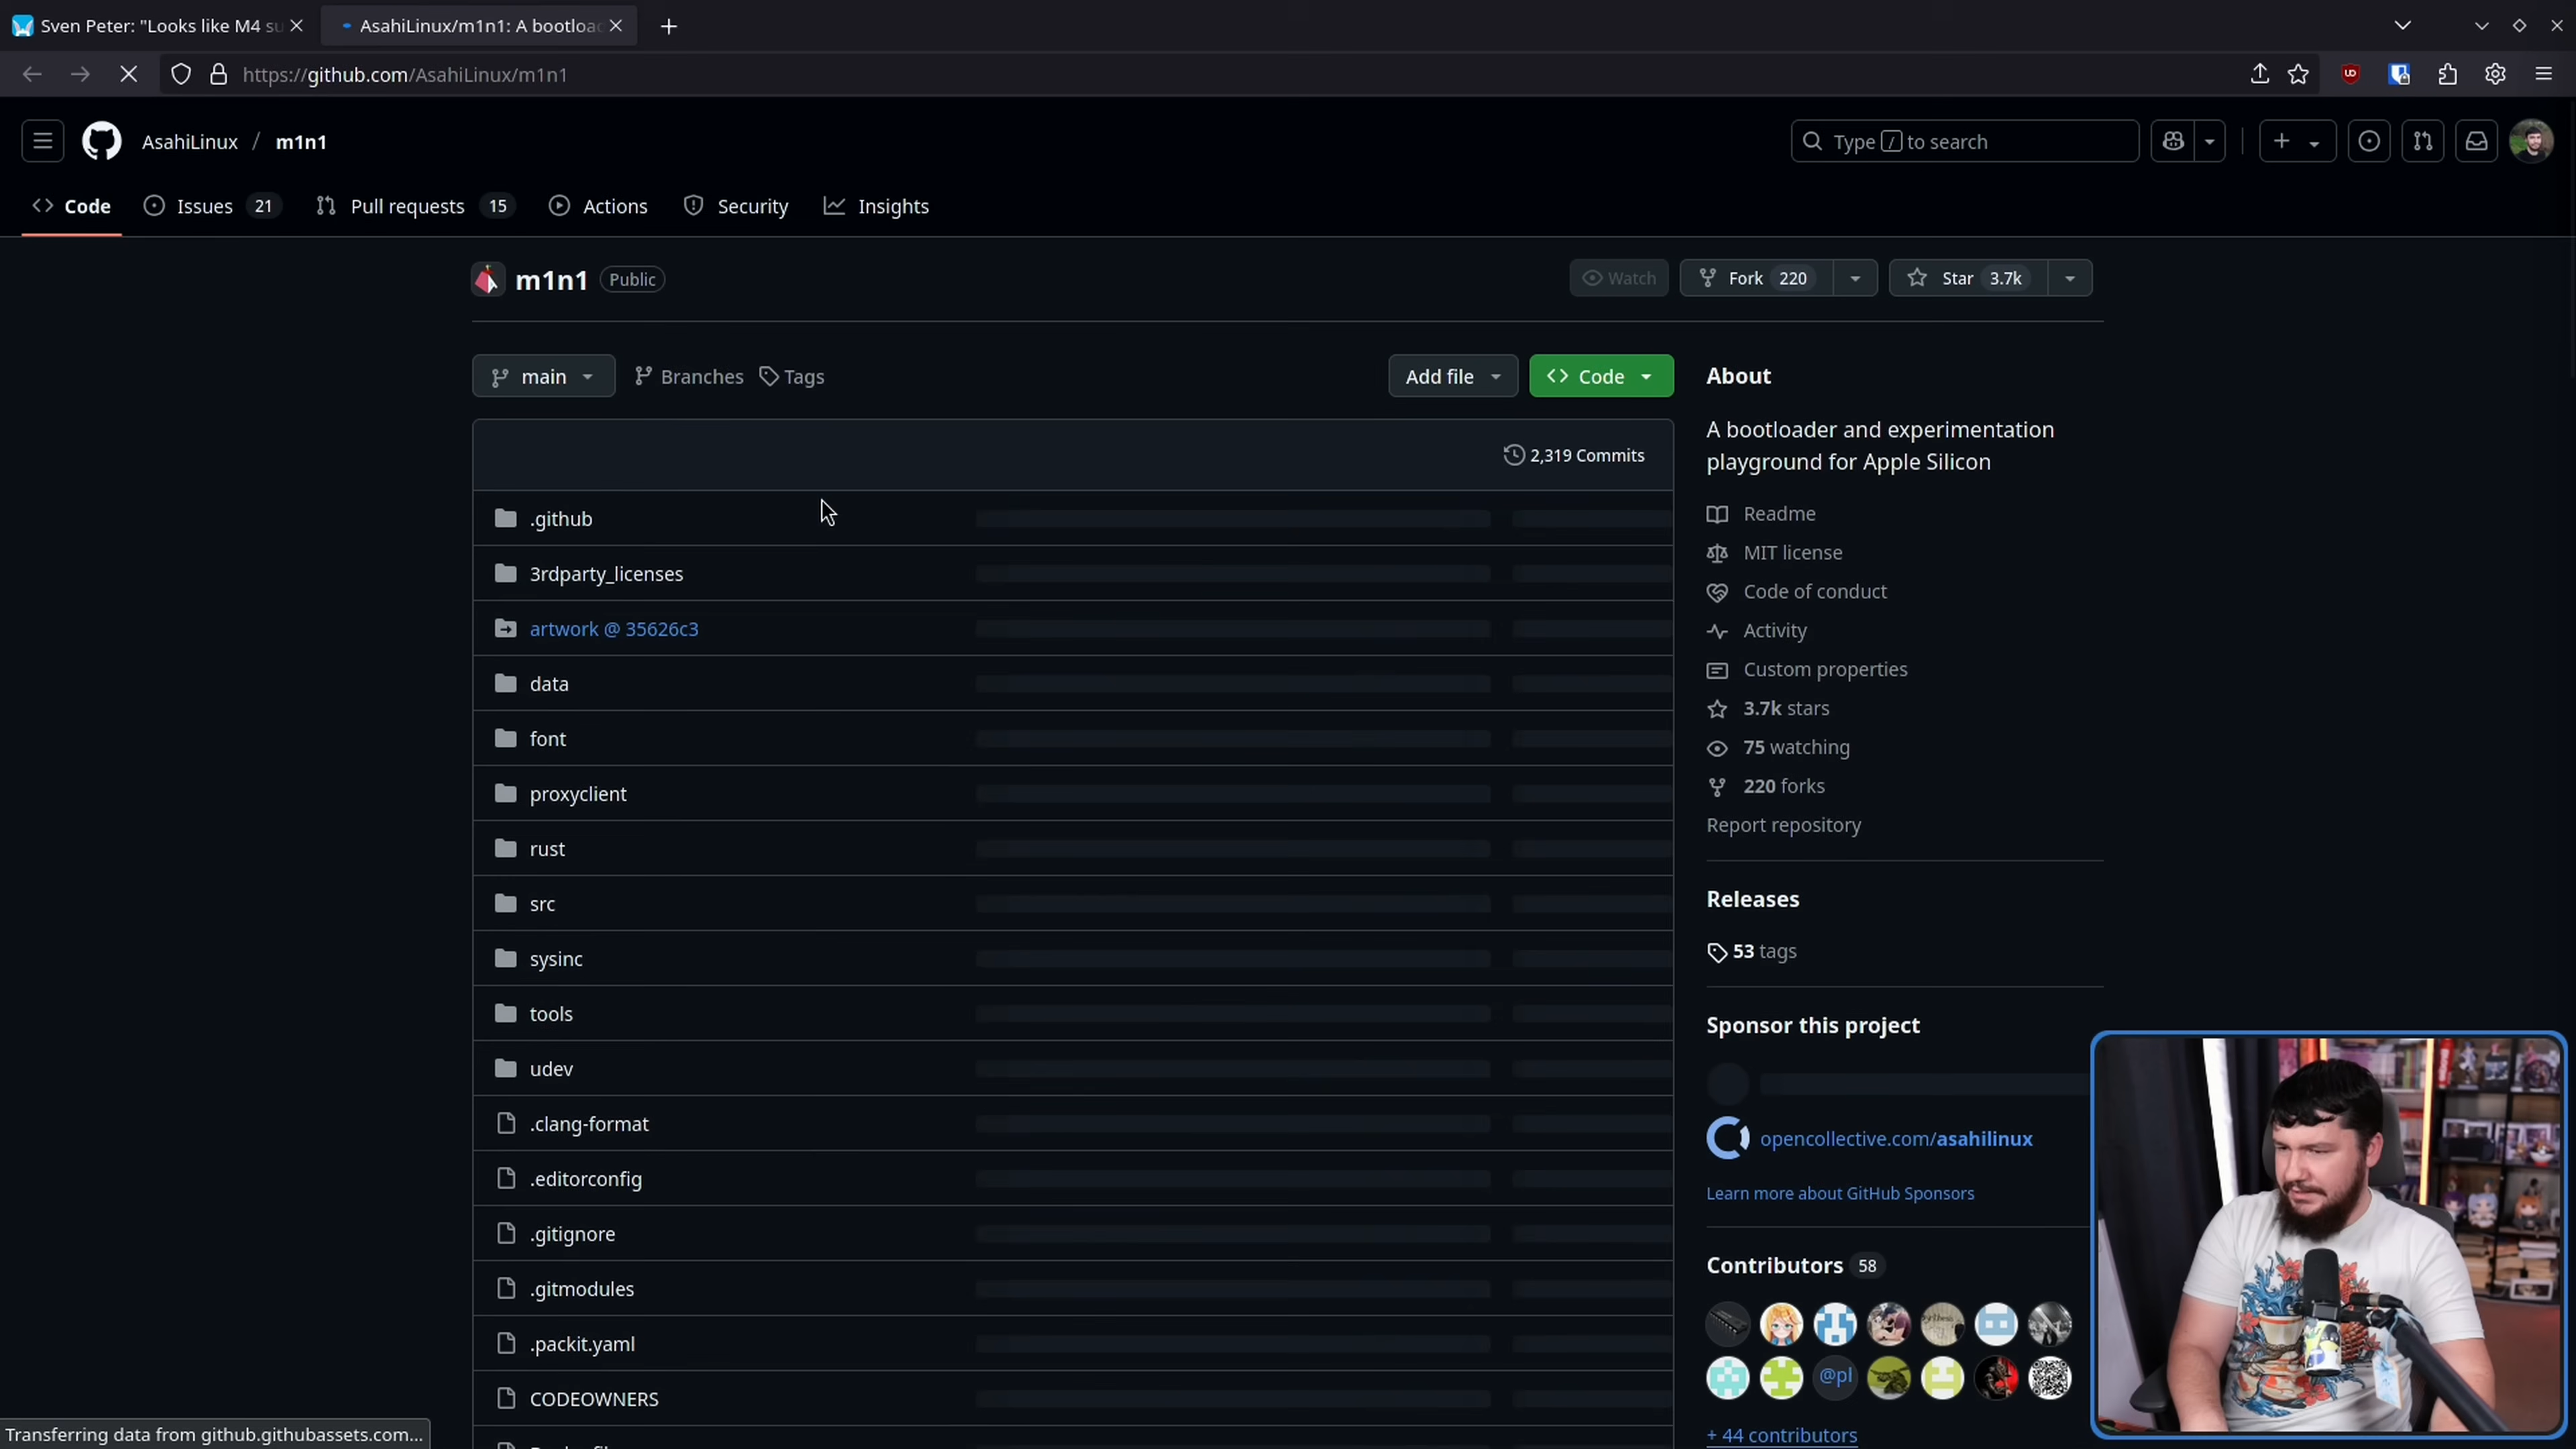 Sven Peter: "Looks like M4 su
AsahiLinux/m1n1: A bootloa
https://github.com/AsahiLinux/m1n1
AsahiLinux / m1n1
Type / to search
Code
Issues 21
Pull requests 15
Actions
Security
Insights
m1n1 Public
Watch
Fork 220
Star 3.7k
main
Branches
Tags
Add file
Code
2,319 Commits
.github
3rdparty_licenses
artwork @ 35626c3
data
font
proxyclient
rust
src
sysinc
tools
udev
.clang-format
.editorconfig
.gitignore
.gitmodules
.packit.yaml
CODEOWNERS
About
A bootloader and experimentation
playground for Apple Silicon
Readme
MIT license
Code of conduct
Activity
Custom properties
3.7k stars
75 watching
220 forks
Report repository
Releases
53 tags
Sponsor this project
opencollective.com/asahilinux
Learn more about GitHub Sponsors
Contributors 58
@pl
+ 44 contributors
Transferring data from github.githubassets.com...